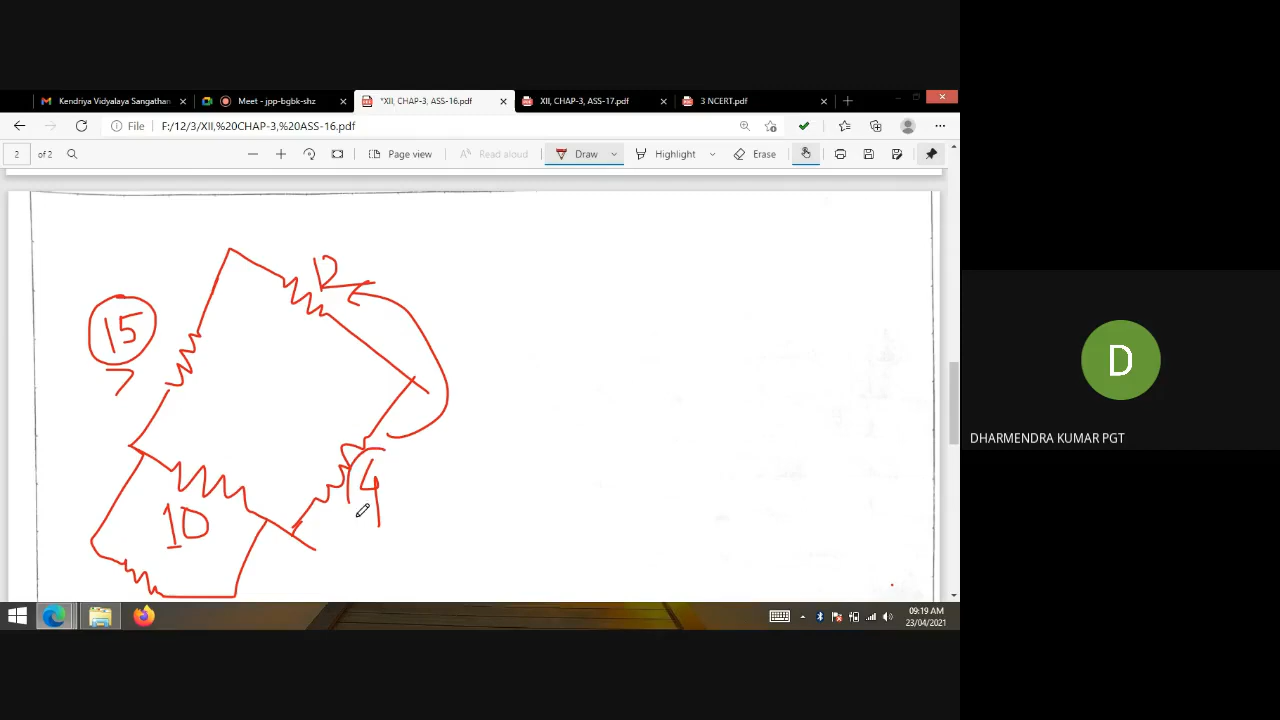 Kendriya Vidyalaya Sangathan
Meet - jpp-bgbk-shz
*XII, CHAP-3, ASS-16.pdf
XII, CHAP-3, ASS-17.pdf
3 NCERT.pdf
File
F:/12/3/XII,%20CHAP-3,%20ASS-16.pdf
2
of 2
Page view
Read aloud
Draw
Highlight
Erase
12
15
10
4
D
DHARMENDRA KUMAR PGT
09:19 AM
23/04/2021